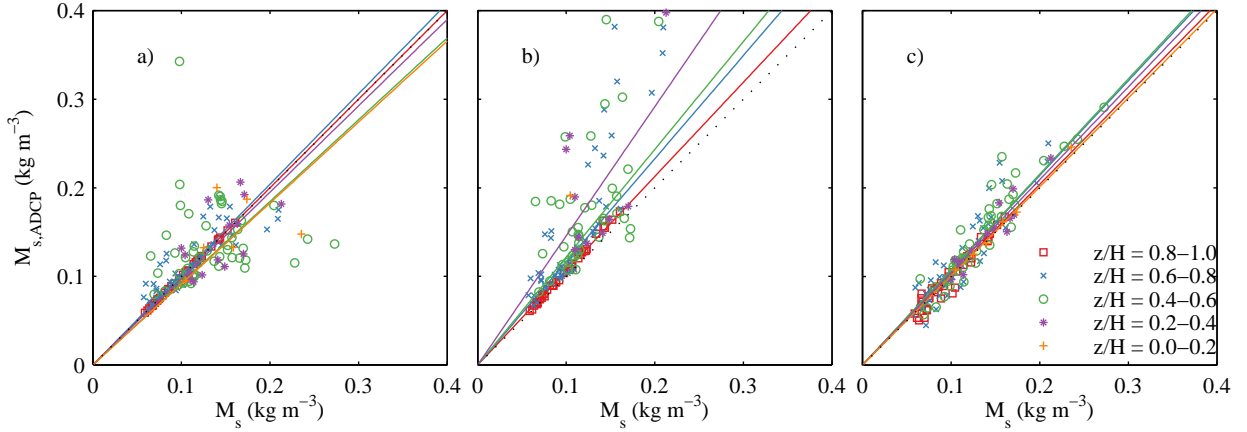 a)
b)
c)
M_s,ADCP (kg m⁻³)
0.4
0.3
0.2
0.1
0
0 0.1 0.2 0.3 0.4
0 0.1 0.2 0.3 0.4
0 0.1 0.2 0.3 0.4
M_s (kg m⁻³)
M_s (kg m⁻³)
M_s (kg m⁻³)
z/H = 0.8–1.0
z/H = 0.6–0.8
z/H = 0.4–0.6
z/H = 0.2–0.4
z/H = 0.0–0.2